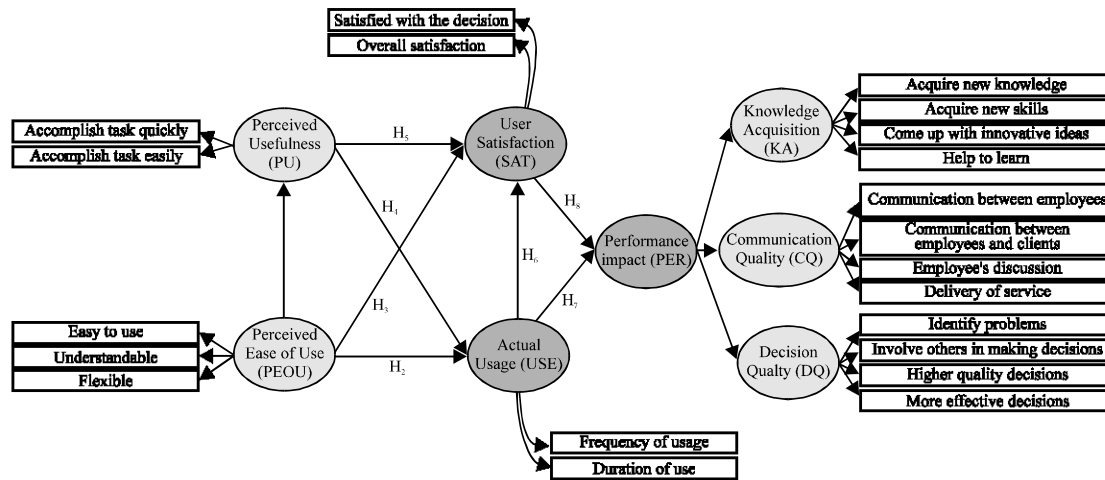 Satisfied with the decision
Overall satisfaction
Accomplish task quickly
Accomplish task easily
Perceived
Usefulness
(PU)
H5
User
Satisfaction
(SAT)
Knowledge
Acquisition
(KA)
Acquire new knowledge
Acquire new skills
Come up with innovative ideas
Help to learn
H4
H8
H6
H3
H7
Performance
impact (PER)
Communication
Quality (CQ)
Communication between employees
Communication between
employees and clients
Employee's discussion
Delivery of service
Easy to use
Understandable
Flexible
Perceived
Ease of Use
(PEOU)
H2
Actual
Usage (USE)
Decision
Qualty (DQ)
Identify problems
Involve others in making decisions
Higher quality decisions
More effective decisions
Frequency of usage
Duration of use